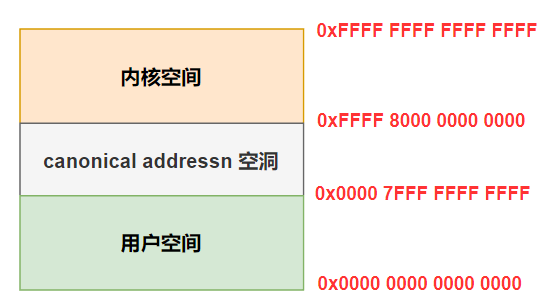 0xFFFF FFFF FFFF FFFF
内核空间
0xFFFF 8000 0000 0000
canonical addressn 空洞
0x0000 7FFF FFFF FFFF
用户空间
0x0000 0000 0000 0000